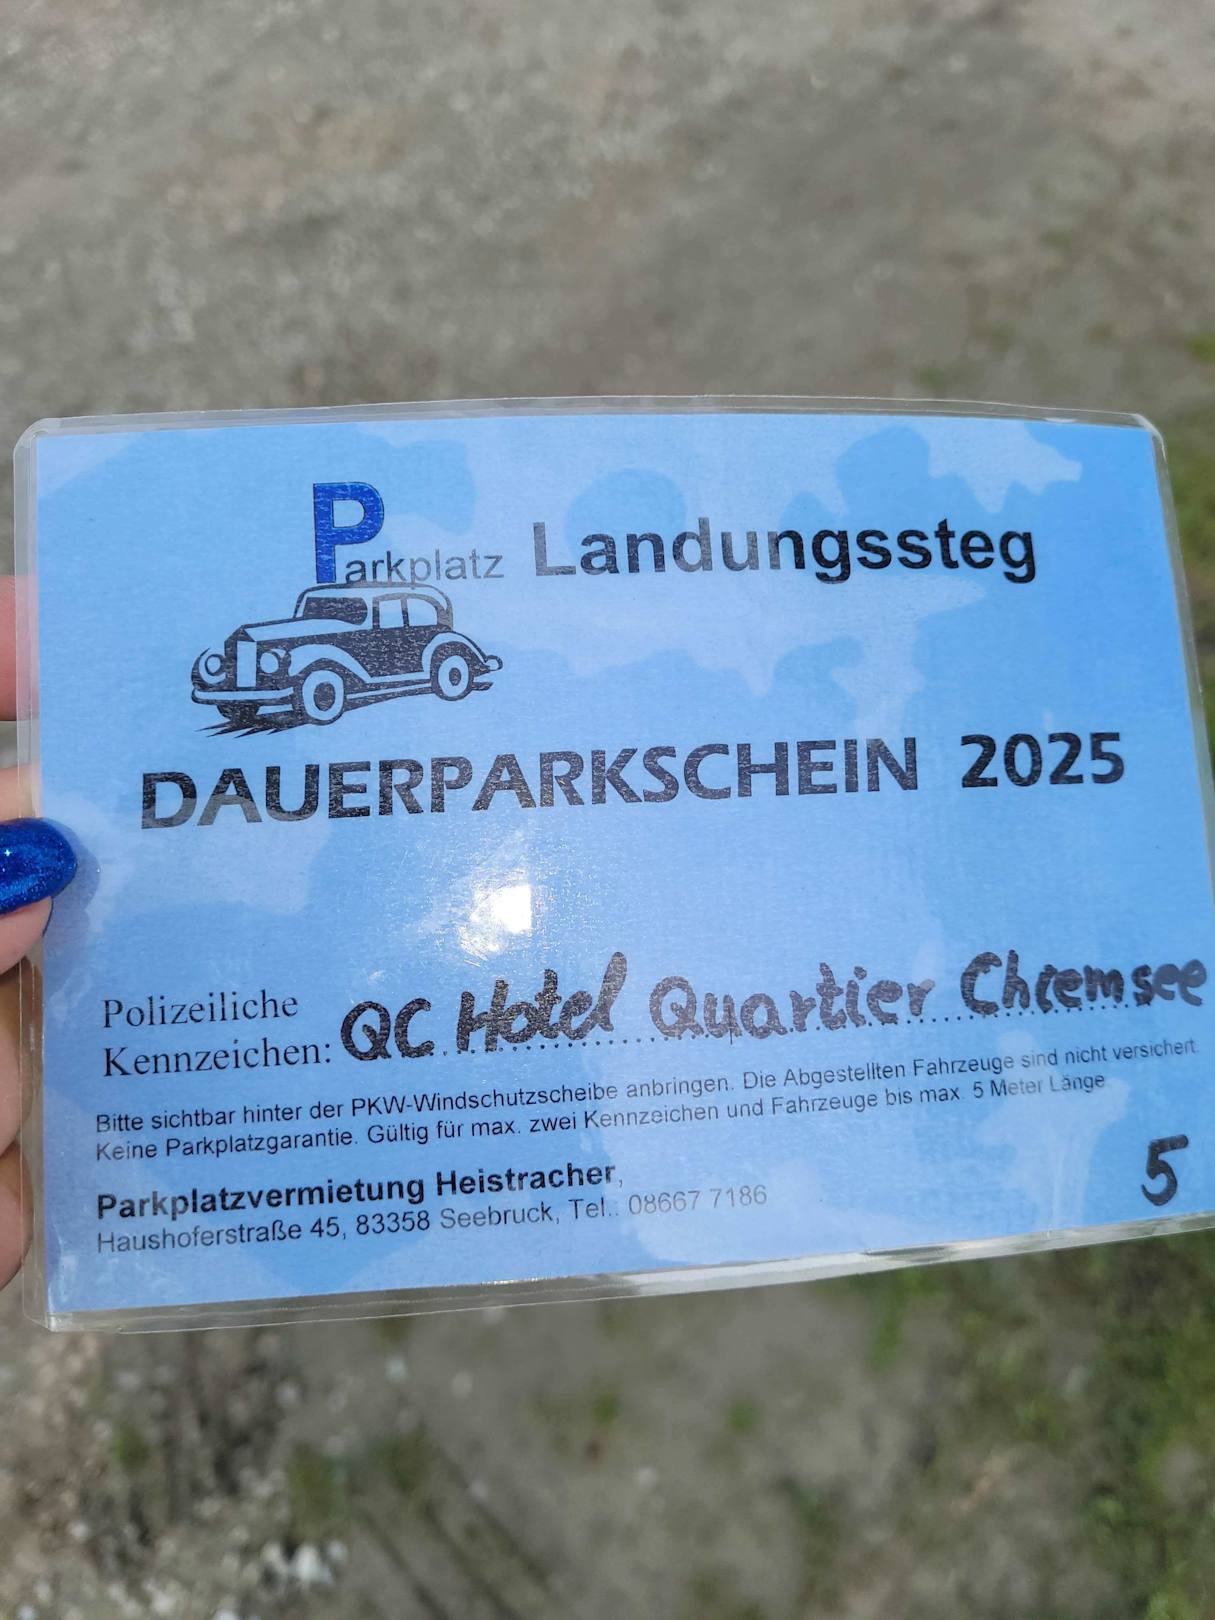 Parkplatz Landungssteg
DAUERPARKSCHEIN 2025
Polizeiliche
Kennzeichen: QC Hotel Quartier Chiemsee
Bitte sichtbar hinter der PKW-Windschutzscheibe anbringen. Die Abgestellten Fahrzeuge sind nicht versichert.
Keine Parkplatzgarantie. Gültig für max. zwei Kennzeichen und Fahrzeuge bis max. 5 Meter Länge
Parkplatzvermietung Heistracher,
Haushoferstraße 45, 83358 Seebruck, Tel.: 08667 7186
5